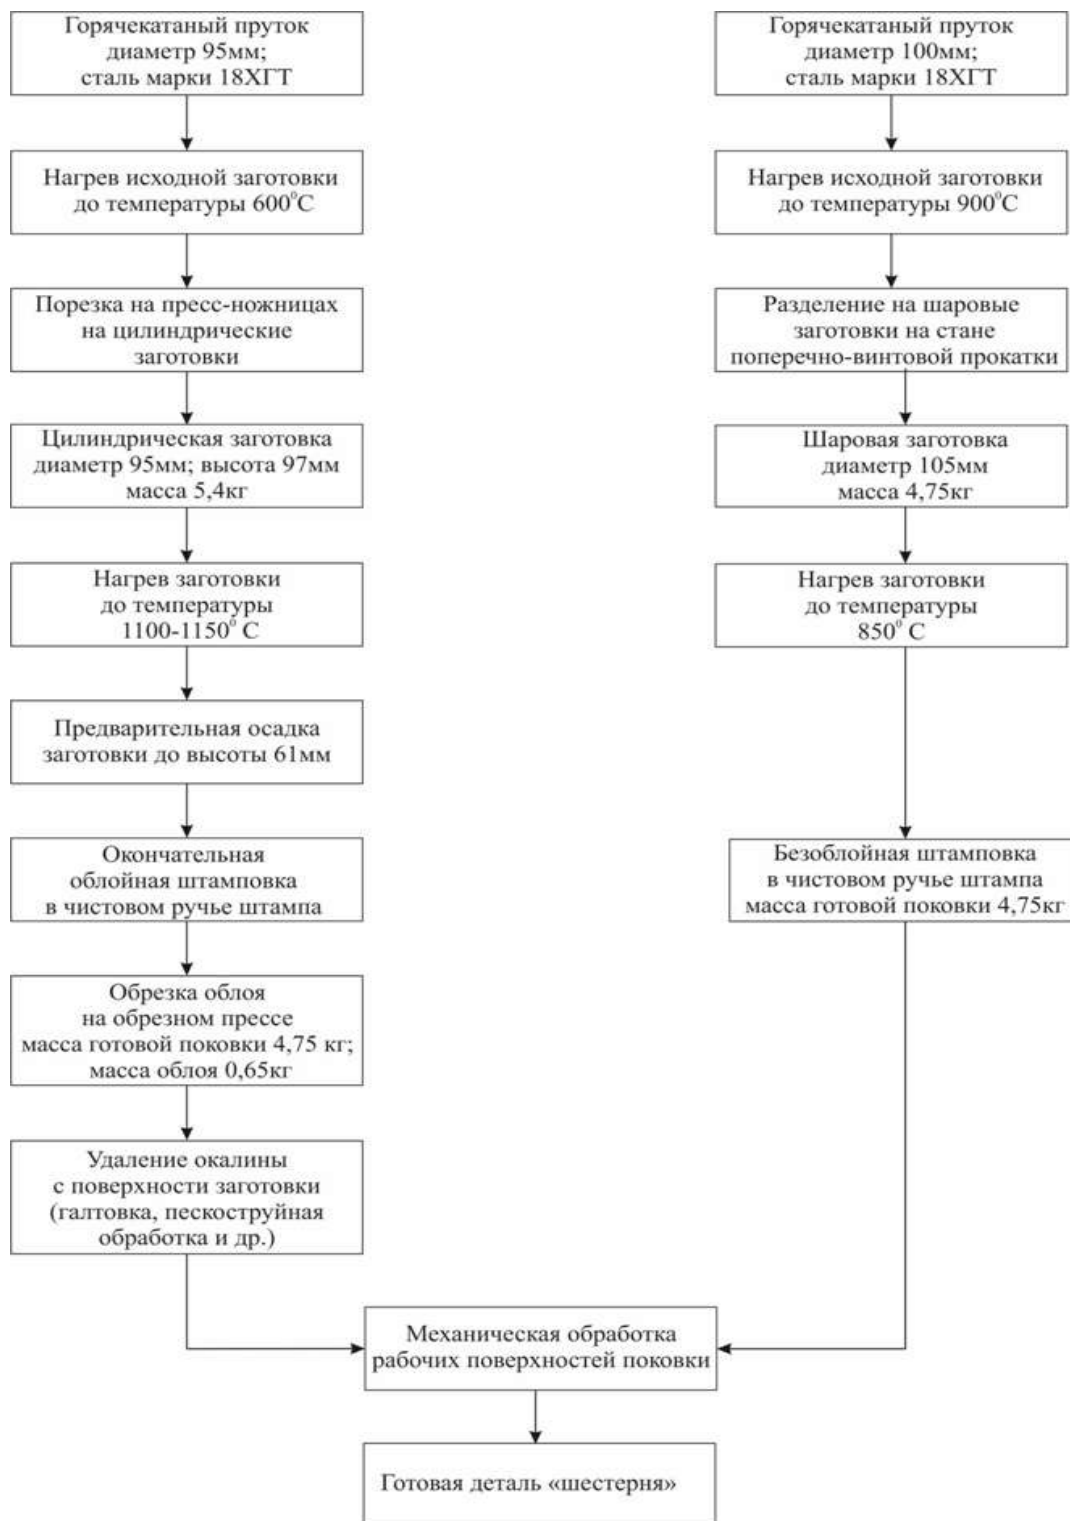 Горячекатаный пруток
диаметр 95мм;
сталь марки 18ХГТ
Нагрев исходной заготовки
до температуры 600⁰С
Порезка на пресс-ножницах
на цилиндрические
заготовки
Цилиндрическая заготовка
диаметр 95мм; высота 97мм
масса 5,4кг
Нагрев заготовки
до температуры
1100-1150⁰ С
Предварительная осадка
заготовки до высоты 61мм
Окончательная
облойная штамповка
в чистовом ручье штампа
Обрезка облоя
на обрезном прессе
масса готовой поковки 4,75 кг;
масса облоя 0,65кг
Удаление окалины
с поверхности заготовки
(галтовка, пескоструйная
обработка и др.)
Горячекатаный пруток
диаметр 100мм;
сталь марки 18ХГТ
Нагрев исходной заготовки
до температуры 900⁰С
Разделение на шаровые
заготовки на стане
поперечно-винтовой прокатки
Шаровая заготовка
диаметр 105мм
масса 4,75кг
Нагрев заготовки
до температуры
850⁰ С
Безоблойная штамповка
в чистовом ручье штампа
масса готовой поковки 4,75кг
Механическая обработка
рабочих поверхностей поковки
Готовая деталь «шестерня»